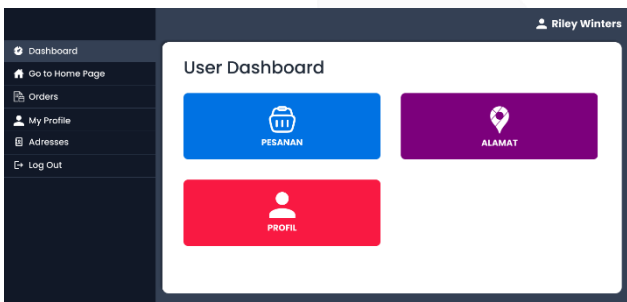 Riley Winters
Dashboard
Go to Home Page
Orders
My Profile
Adresses
Log Out
User Dashboard
PESANAN
ALAMAT
PROFIL